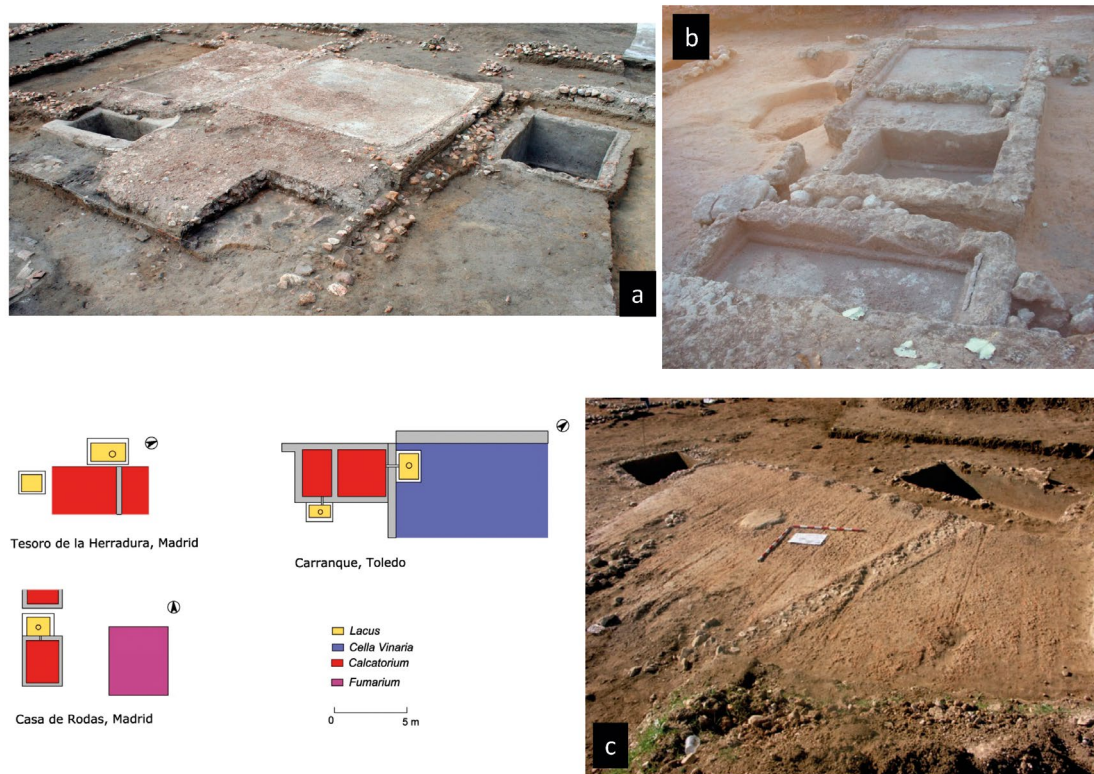 a
b
Tesoro de la Herradura, Madrid
Carranque, Toledo
Casa de Rodas, Madrid
Lacus
Cella Vinaria
Calcatorium
Fumarium
0 5 m
c